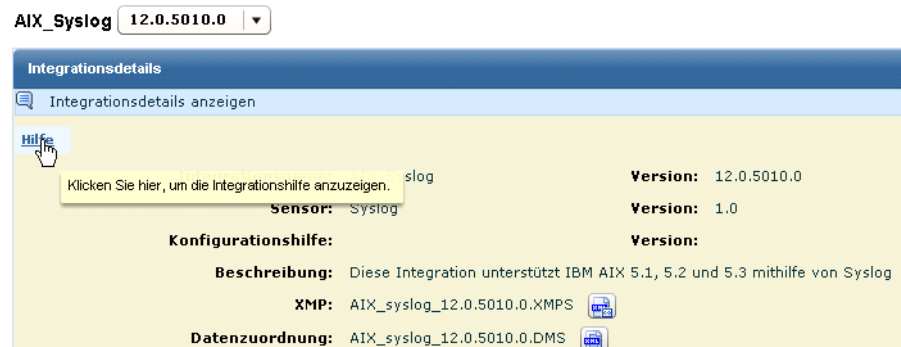 AIX_Syslog 12.0.5010.0
Integrationsdetails
Integrationsdetails anzeigen
Hilfe
slog Version: 12.0.5010.0
Klicken Sie hier, um die Integrationshilfe anzuzeigen.
Sensor: Syslog Version: 1.0
Konfigurationshilfe: Version:
Beschreibung: Diese Integration unterstützt IBM AIX 5.1, 5.2 und 5.3 mithilfe von Syslog
XMP: AIX_syslog_12.0.5010.0.XMPS
Datenzuordnung: AIX_syslog_12.0.5010.0.DMS